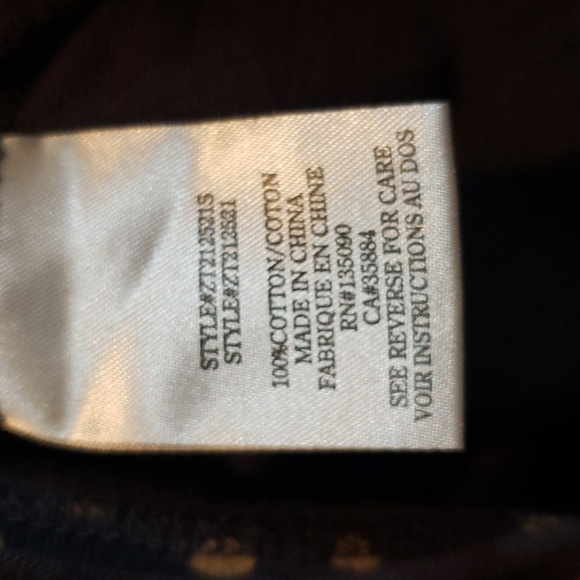 STYLE#ZT212521S
STYLE#ZT212521
100%COTTON/COTON
MADE IN CHINA
FABRIQUE EN CHINE
RN#135090
CA#35884
SEE REVERSE FOR CARE
VOIR INSTRUCTIONS AU DOS